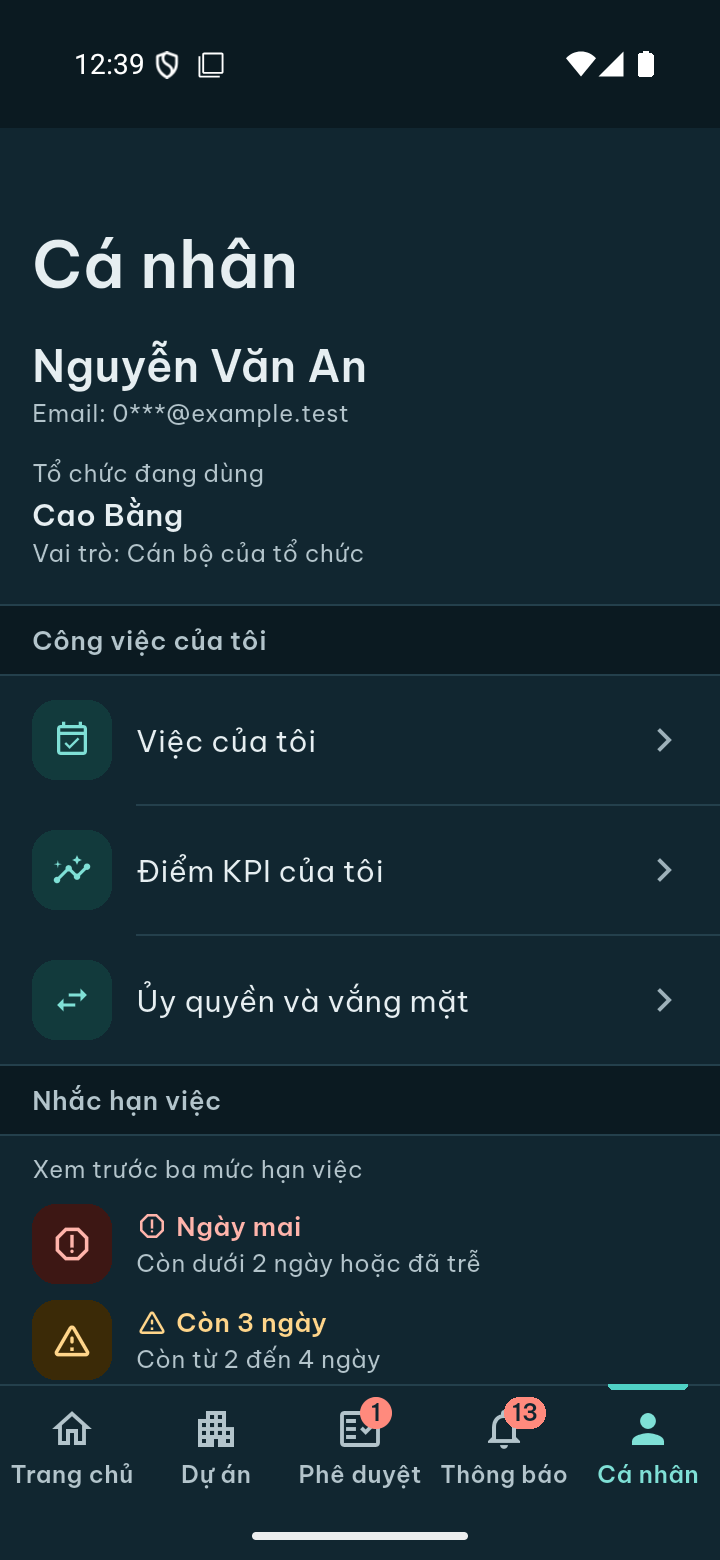 12:39
Cá nhân
Nguyễn Văn An
Email: 0***@example.test
Tổ chức đang dùng
Cao Bằng
Vai trò: Cán bộ của tổ chức
Công việc của tôi
Việc của tôi
Điểm KPI của tôi
Ủy quyền và vắng mặt
Nhắc hạn việc
Xem trước ba mức hạn việc
Ngày mai
Còn dưới 2 ngày hoặc đã trễ
Còn 3 ngày
Còn từ 2 đến 4 ngày
1 13
Trang chủ Dự án Phê duyệt Thông báo Cá nhân